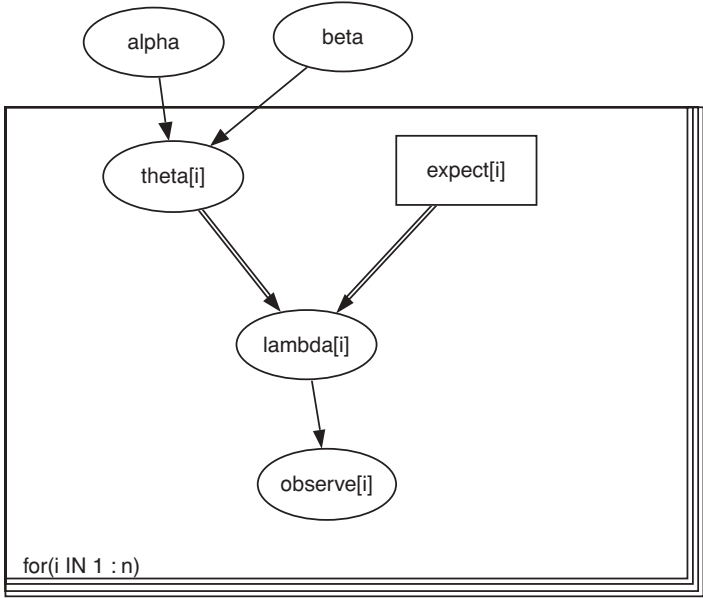 alpha
beta
theta[i]
expect[i]
lambda[i]
observe[i]
for(i IN 1 : n)